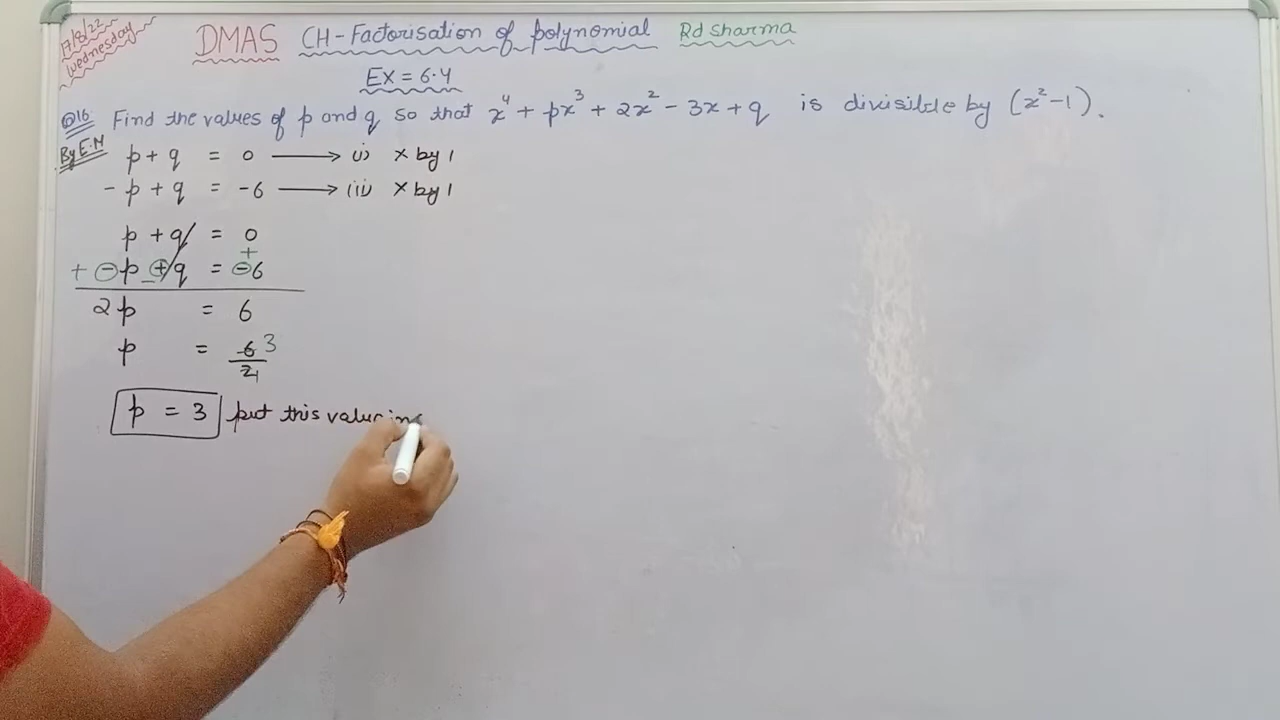 17/8/22
Wednesday
DMAS CH-Factorisation of polynomial Rd Sharma
EX = 6.4
Q16. Find the values of p and q so that x⁴ + px³ + 2x² - 3x + q is divisible by (x² - 1).
By E.M
p + q = 0 → (i) × by 1
- p + q = -6 → (ii) × by 1
p + q = 0
+ - p + q = - 6
- +
2p = 6
p = 6/2 3 1
p = 3 put this value in